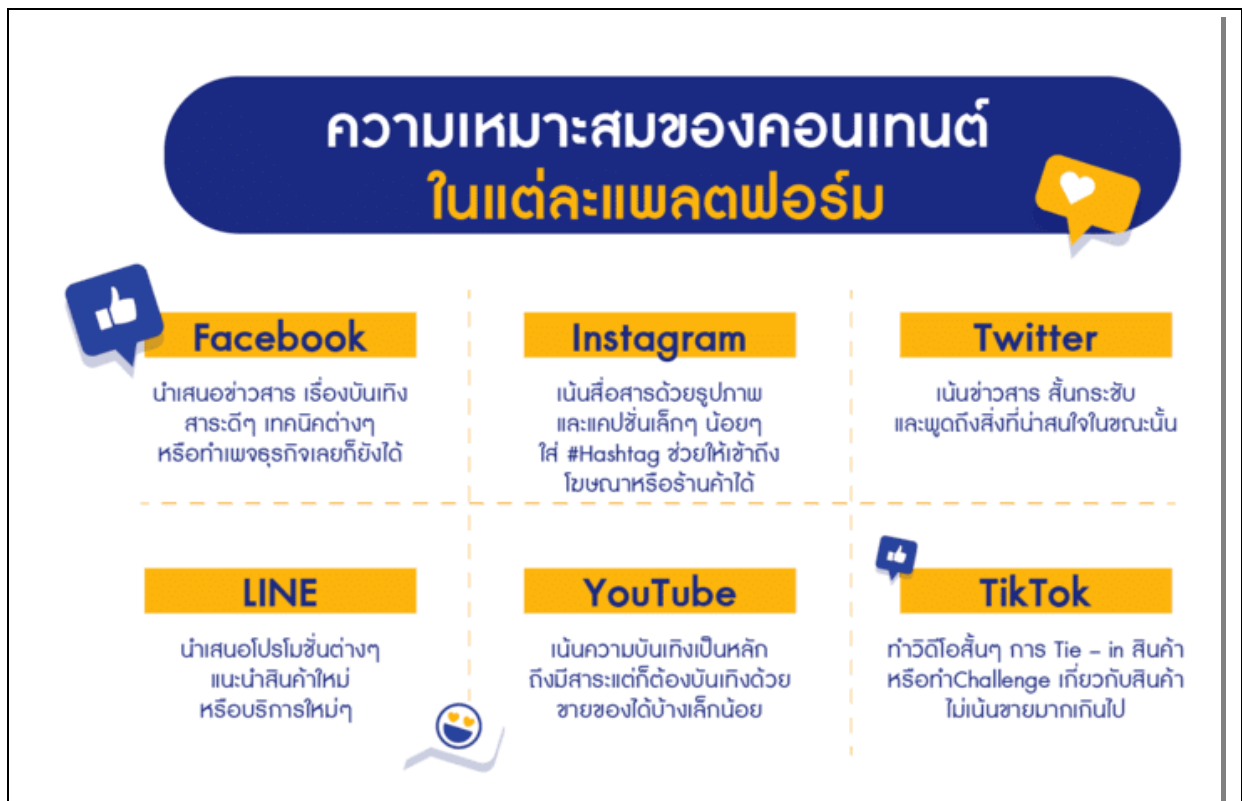 ความเหมาะสมของคอนเทนต์
ในแต่ละแพลตฟอร์ม
Facebook
นำเสนอข่าวสาร เรื่องบันเทิง
สาระดีๆ เทคนิคต่างๆ
หรือทำเพจธุรกิจเลยก็ยังได้
Instagram
เน้นสื่อสารด้วยรูปภาพ
และแคปชั่นเล็กๆ น้อยๆ
ใส่ #Hashtag ช่วยให้เข้าถึง
โฆษณาหรือร้านค้าได้
Twitter
เน้นข่าวสาร สั้นกระชับ
และพูดถึงสิ่งที่น่าสนใจในขณะนั้น
LINE
นำเสนอโปรโมชั่นต่างๆ
แนะนำสินค้าใหม่
หรือบริการใหม่ๆ
YouTube
เน้นความบันเทิงเป็นหลัก
ถึงมีสาระแต่ก็ต้องบันเทิงด้วย
ขายของได้บ้างเล็กน้อย
TikTok
ทำวิดีโอสั้นๆ การ Tie – in สินค้า
หรือทำChallenge เกี่ยวกับสินค้า
ไม่เน้นขายมากเกินไป